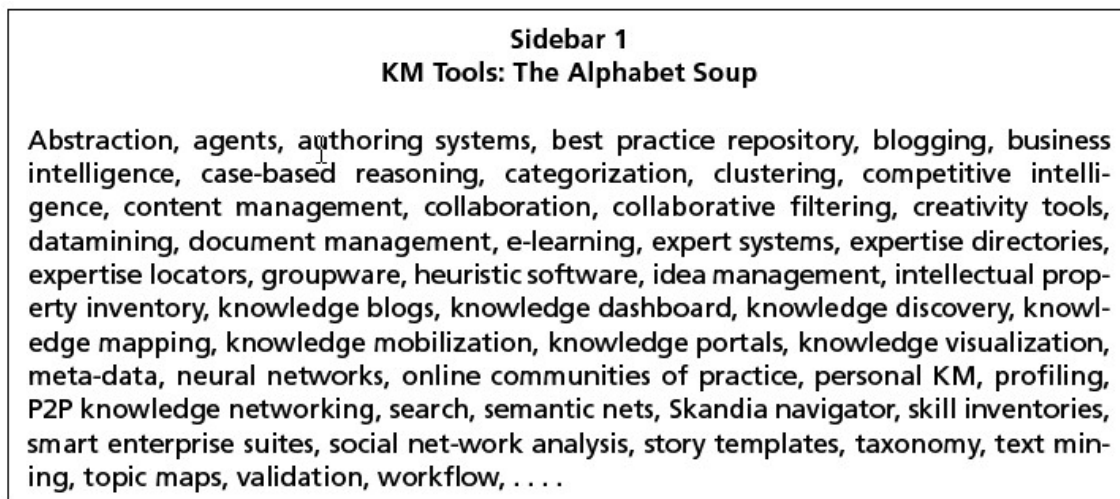 Sidebar 1
KM Tools: The Alphabet Soup
Abstraction, agents, authoring systems, best practice repository, blogging, business
intelligence, case-based reasoning, categorization, clustering, competitive intelli-
gence, content management, collaboration, collaborative filtering, creativity tools,
datamining, document management, e-learning, expert systems, expertise directories,
expertise locators, groupware, heuristic software, idea management, intellectual prop-
erty inventory, knowledge blogs, knowledge dashboard, knowledge discovery, knowl-
edge mapping, knowledge mobilization, knowledge portals, knowledge visualization,
meta-data, neural networks, online communities of practice, personal KM, profiling,
P2P knowledge networking, search, semantic nets, Skandia navigator, skill inventories,
smart enterprise suites, social net-work analysis, story templates, taxonomy, text min-
ing, topic maps, validation, workflow, . . . .